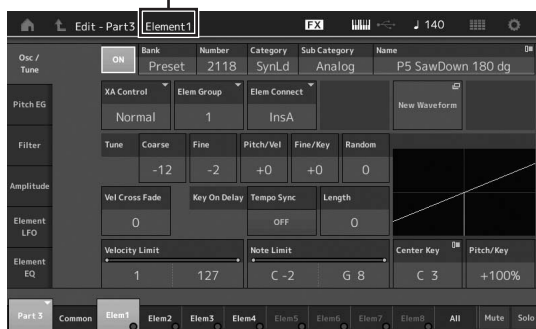 Edit - Part3 Element1 FX ♩ 140
Osc / Tune
Pitch EG
Filter
Amplitude
Element LFO
Element EQ
ON
Bank Number Category Sub Category Name
Preset 2118 SynLd Analog P5 SawDown 180 dg
XA Control Elem Group Elem Connect
Normal 1 InsA
New Waveform
Tune Coarse Fine Pitch/Vel Fine/Key Random
-12 -2 +0 +0 0
Vel Cross Fade Key On Delay Tempo Sync Length
0 OFF 0
Velocity Limit Note Limit Center Key Pitch/Key
1 127 C -2 G 8 C 3 +100%
Part 3 Common Elem1 Elem2 Elem3 Elem4 Elem5 Elem6 Elem7 Elem8 All Mute Solo